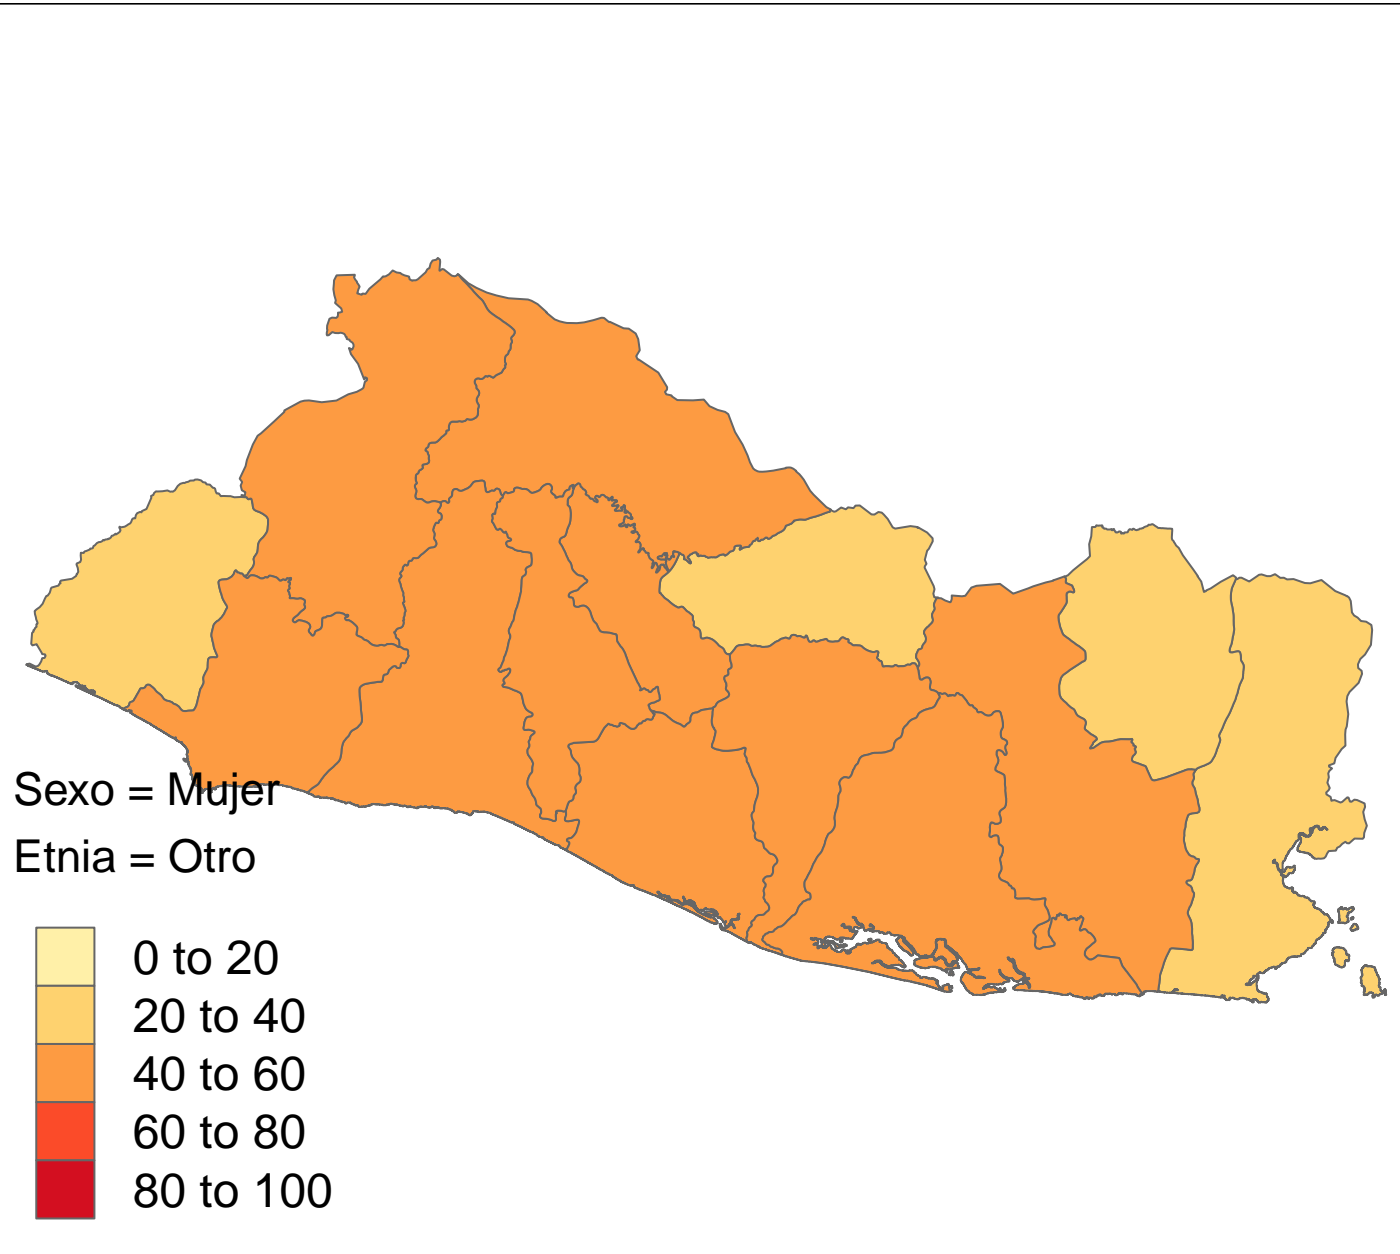 Sexo = Mujer
Etnia = Otro
0 to 20
20 to 40
40 to 60
60 to 80
80 to 100